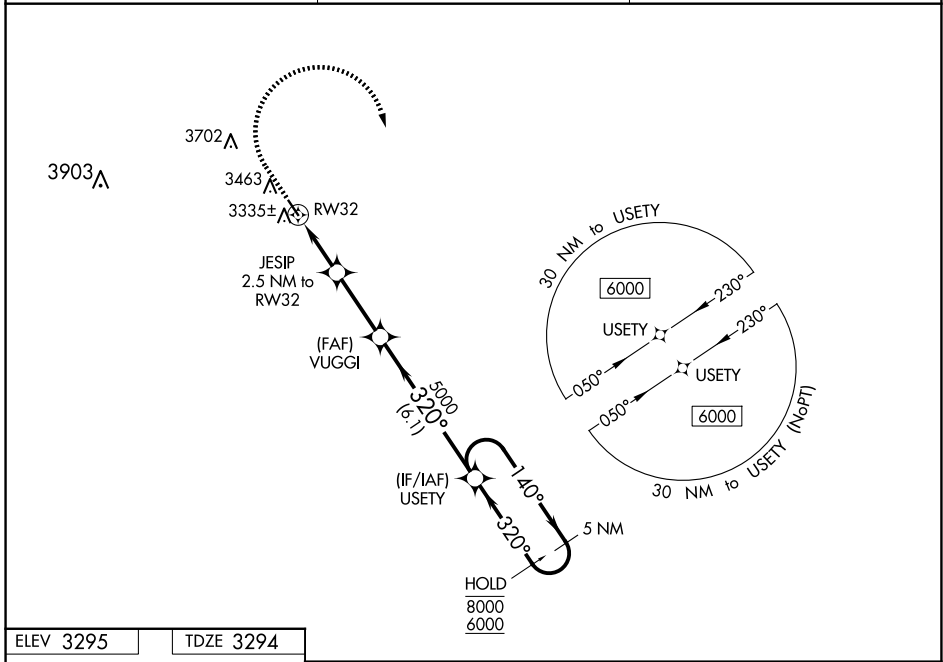 3702
3903
3463
3335±
RW32
JESIP
2.5 NM to
RW32
(FAF)
VUGGI
5000
320°
(6.1)
(IF/IAF)
USETY
140°
320°
5 NM
HOLD
8000
6000
30 NM to USETY
6000
230°
USETY
050°
230°
USETY
050°
6000
30 NM to USETY (NoPT)
ELEV 3295
TDZE 3294